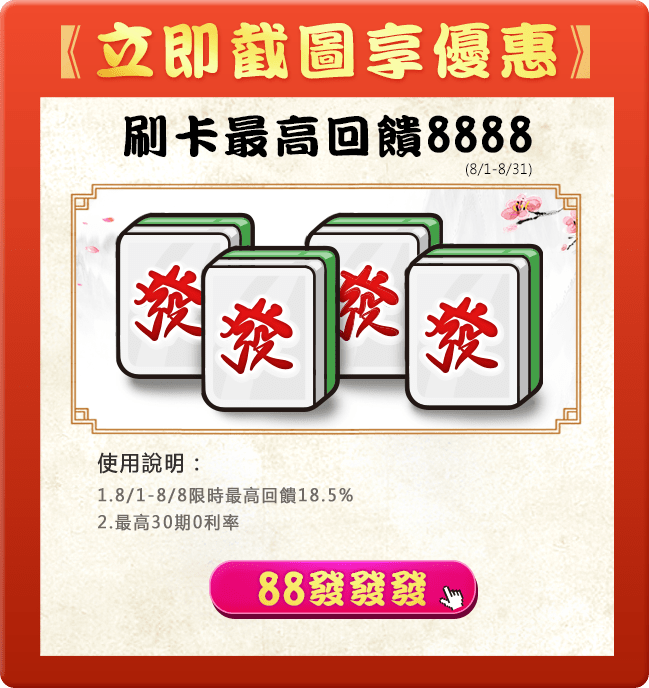 《立即截圖享優惠》
刷卡最高回饋8888
(8/1-8/31)
發 發 發 發
使用說明：
1.8/1-8/8限時最高回饋18.5%
2.最高30期0利率
88發發發